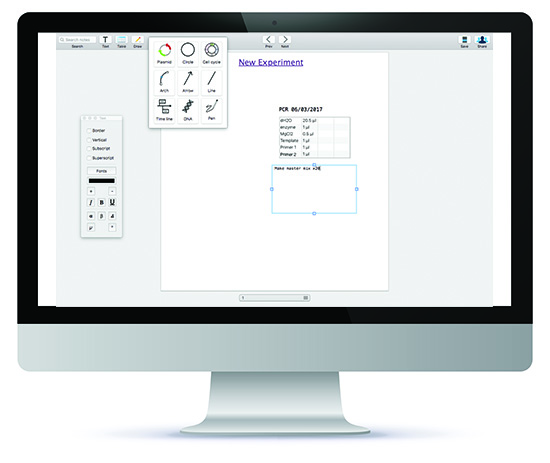 Search notes
Search
Text
Table
Draw
Prev
Next
Save
Share
Plasmid
Circle
Cell cycle
Arch
Arrow
Line
Time line
DNA
Pen
New Experiment
PCR 06/03/2017
dH2O 20.5 µl
enzyme 1 µl
MgCl2 0.5 µl
Template 1 µl
Primer 1 1 µl
Primer 2 1 µl
Make master mix x20
Text
Border
Vertical
Subscript
Superscript
Fonts
+ -
I B U
α β
µ °
1